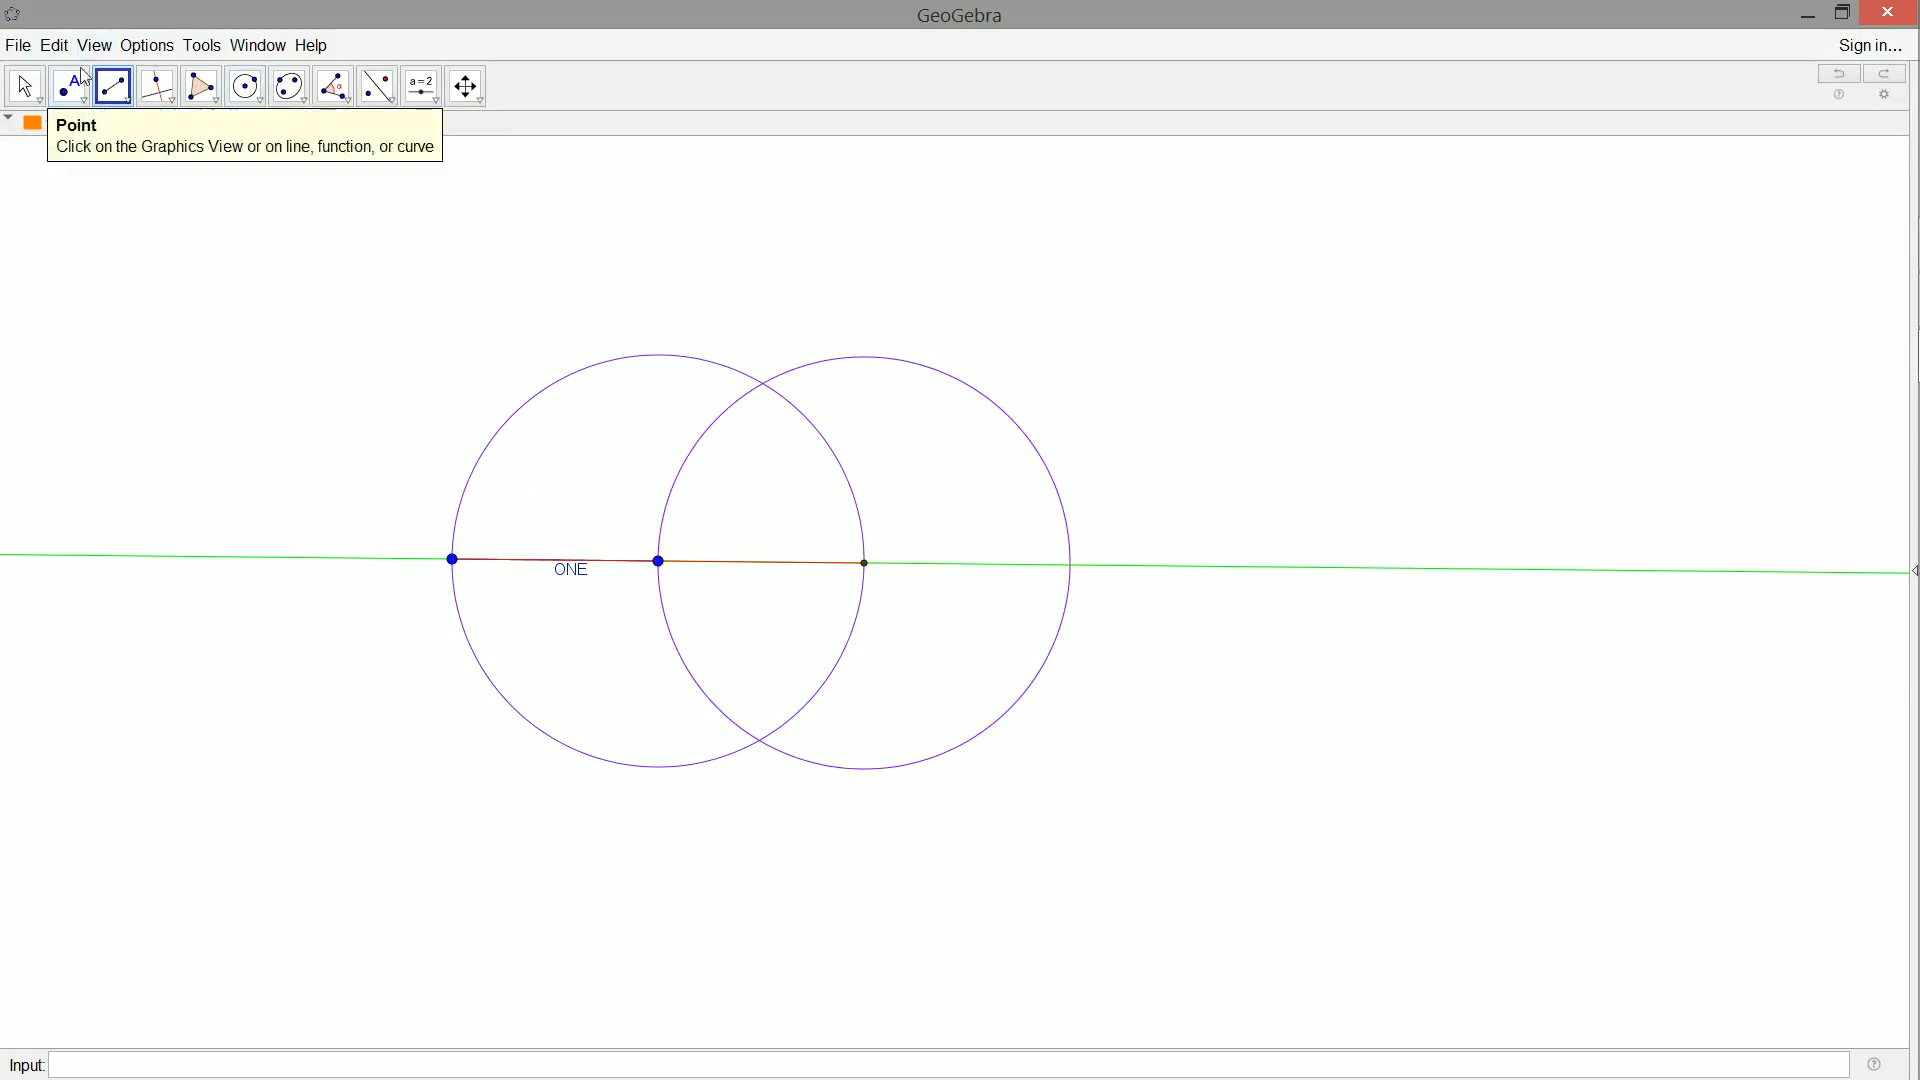 GeoGebra
File Edit View Options Tools Window Help
Sign in...
A
α
a=2
Point
Click on the Graphics View or on line, function, or curve
ONE
Input: